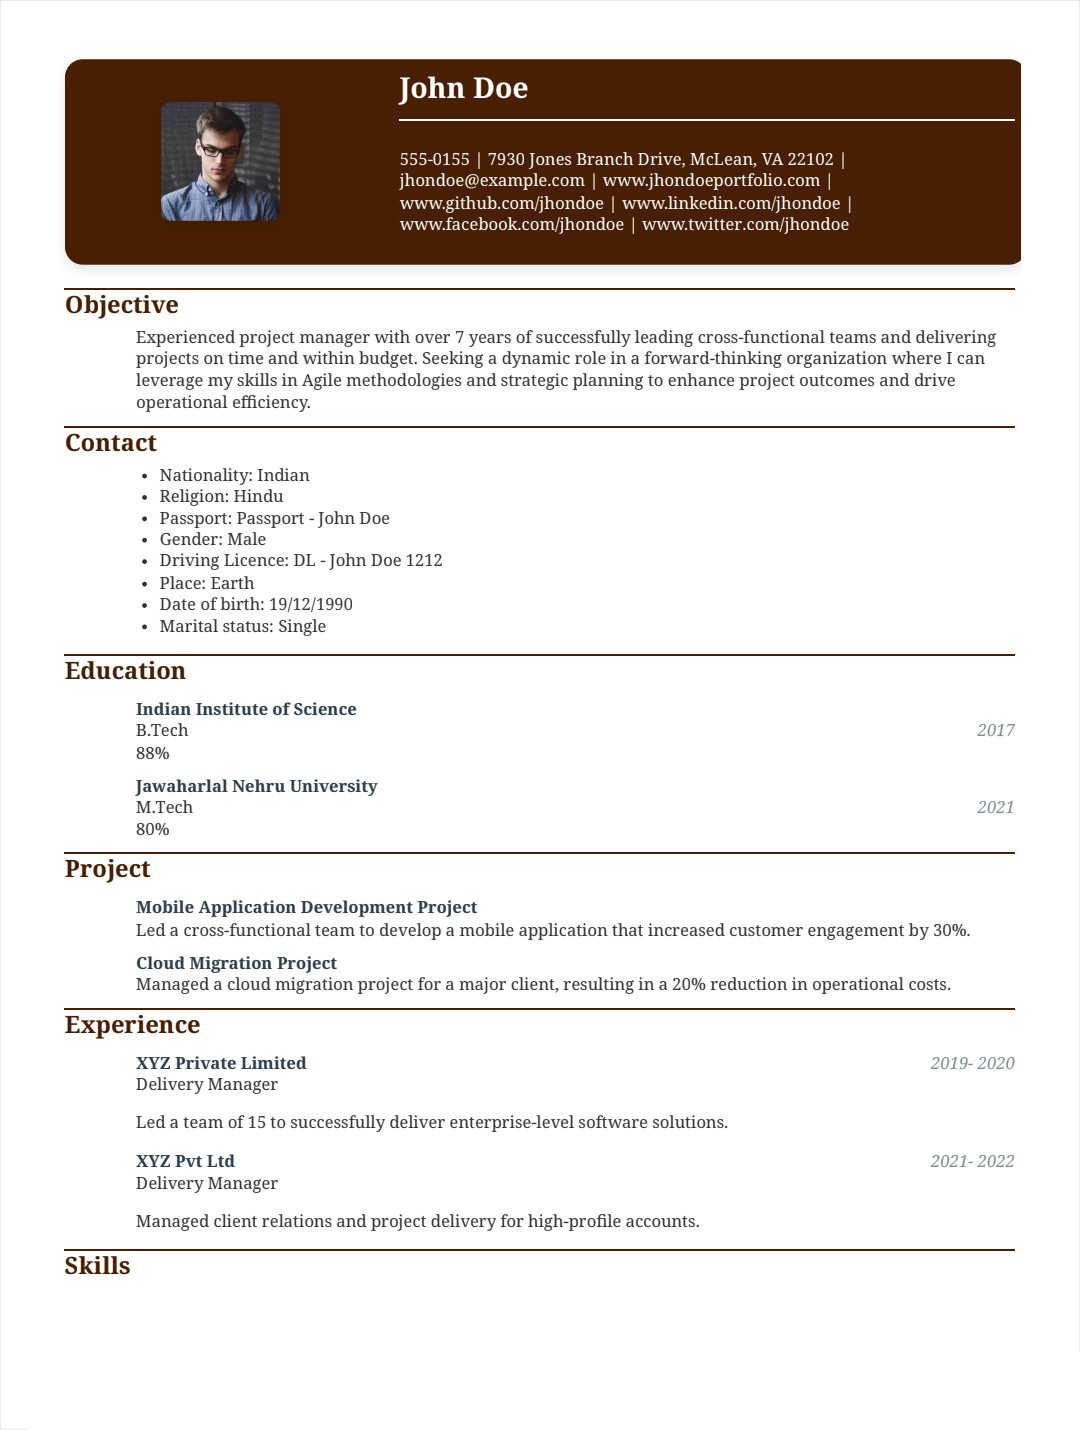 John Doe
555-0155 | 7930 Jones Branch Drive, McLean, VA 22102 |
jhondoe@example.com | www.jhondoeportfolio.com |
www.github.com/jhondoe | www.linkedin.com/jhondoe |
www.facebook.com/jhondoe | www.twitter.com/jhondoe
Objective
Experienced project manager with over 7 years of successfully leading cross-functional teams and delivering
projects on time and within budget. Seeking a dynamic role in a forward-thinking organization where I can
leverage my skills in Agile methodologies and strategic planning to enhance project outcomes and drive
operational efficiency.
Contact
• Nationality: Indian
• Religion: Hindu
• Passport: Passport - John Doe
• Gender: Male
• Driving Licence: DL - John Doe 1212
• Place: Earth
• Date of birth: 19/12/1990
• Marital status: Single
Education
Indian Institute of Science
B.Tech 2017
88%
Jawaharlal Nehru University
M.Tech 2021
80%
Project
Mobile Application Development Project
Led a cross-functional team to develop a mobile application that increased customer engagement by 30%.
Cloud Migration Project
Managed a cloud migration project for a major client, resulting in a 20% reduction in operational costs.
Experience
XYZ Private Limited 2019- 2020
Delivery Manager
Led a team of 15 to successfully deliver enterprise-level software solutions.
XYZ Pvt Ltd 2021- 2022
Delivery Manager
Managed client relations and project delivery for high-profile accounts.
Skills